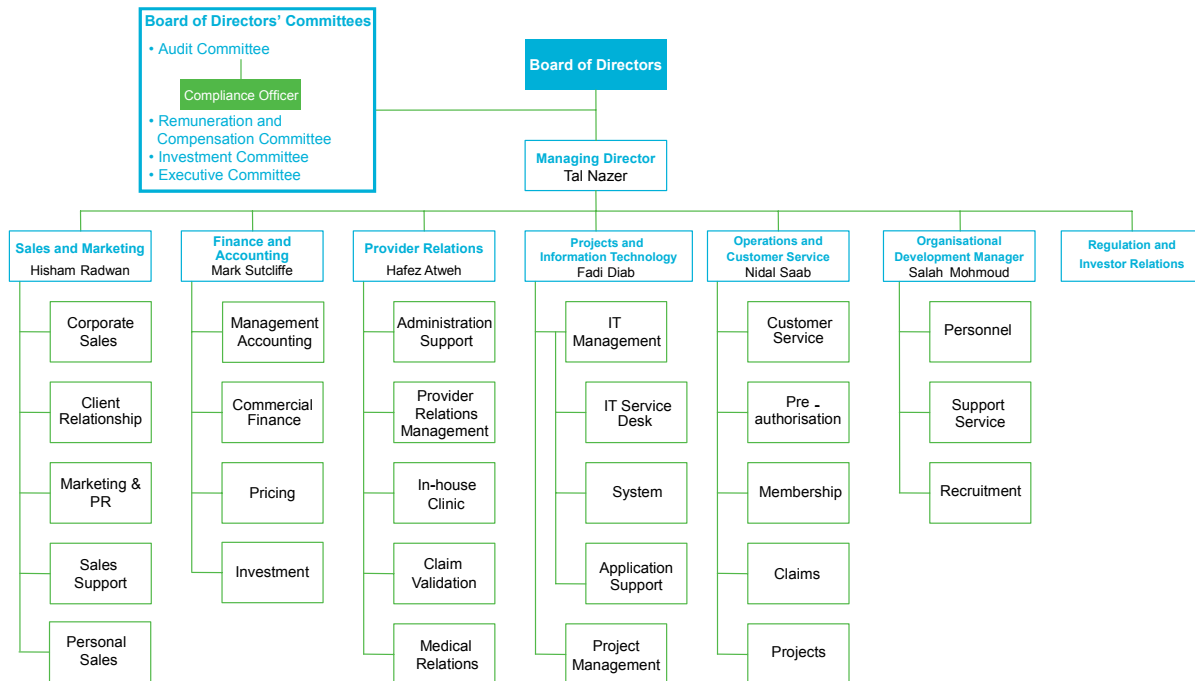 Board of Directors’ Committees
• Audit Committee
Compliance Officer
• Remuneration and
Compensation Committee
• Investment Committee
• Executive Committee
Board of Directors
Managing Director
Tal Nazer
Sales and Marketing
Hisham Radwan
Corporate
Sales
Client
Relationship
Marketing &
PR
Sales
Support
Personal
Sales
Finance and
Accounting
Mark Sutcliffe
Management
Accounting
Commercial
Finance
Pricing
Investment
Provider Relations
Hafez Atweh
Administration
Support
Provider
Relations
Management
In-house
Clinic
Claim
Validation
Medical
Relations
Projects and
Information Technology
Fadi Diab
IT
Management
IT Service
Desk
System
Application
Support
Project
Management
Operations and
Customer Service
Nidal Saab
Customer
Service
Pre -
authorisation
Membership
Claims
Projects
Organisational
Development Manager
Salah Mohmoud
Personnel
Support
Service
Recruitment
Regulation and
Investor Relations